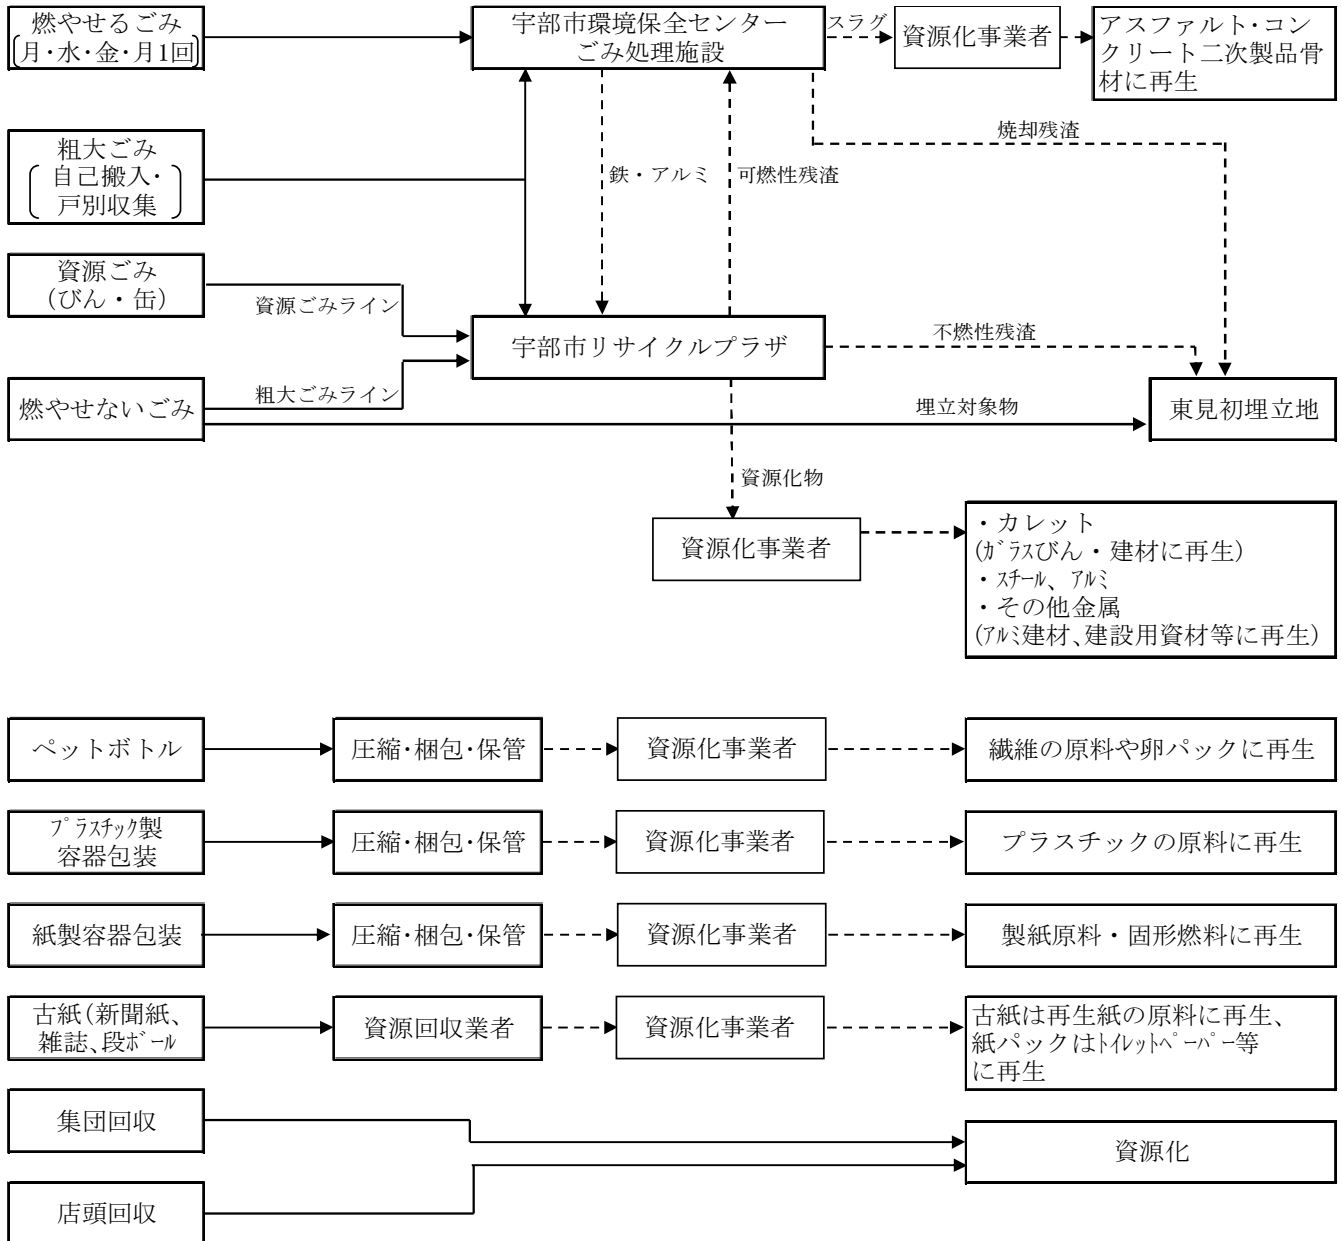 燃やせるごみ
〔月・水・金・月1回〕
宇部市環境保全センター
ごみ処理施設
スラグ
資源化事業者
アスファルト・コン
クリート二次製品骨
材に再生
焼却残渣
粗大ごみ
自己搬入・
戸別収集
鉄・アルミ
可燃性残渣
資源ごみ
(びん・缶)
資源ごみライン
宇部市リサイクルプラザ
不燃性残渣
燃やせないごみ
粗大ごみライン
埋立対象物
東見初埋立地
資源化物
資源化事業者
・カレット
(ガラスびん・建材に再生)
・スチール、アルミ
・その他金属
(アルミ建材、建設用資材等に再生)
ペットボトル
圧縮・梱包・保管
資源化事業者
繊維の原料や卵パックに再生
プラスチック製
容器包装
圧縮・梱包・保管
資源化事業者
プラスチックの原料に再生
紙製容器包装
圧縮・梱包・保管
資源化事業者
製紙原料・固形燃料に再生
古紙(新聞紙、
雑誌、段ボール
資源回収業者
資源化事業者
古紙は再生紙の原料に再生、
紙パックはトイレットペーパー等
に再生
集団回収
資源化
店頭回収